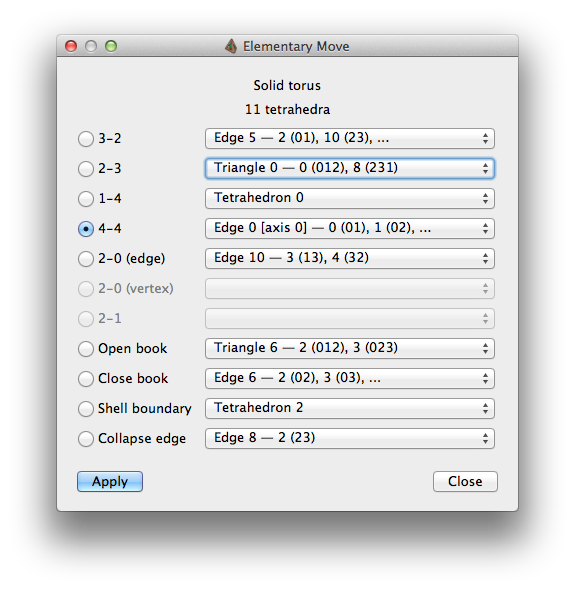 Elementary Move
Solid torus
11 tetrahedra
3-2 Edge 5 — 2 (01), 10 (23), ...
2-3 Triangle 0 — 0 (012), 8 (231)
1-4 Tetrahedron 0
4-4 Edge 0 [axis 0] — 0 (01), 1 (02), ...
2-0 (edge) Edge 10 — 3 (13), 4 (32)
2-0 (vertex)
2-1
Open book Triangle 6 — 2 (012), 3 (023)
Close book Edge 6 — 2 (02), 3 (03), ...
Shell boundary Tetrahedron 2
Collapse edge Edge 8 — 2 (23)
Apply Close